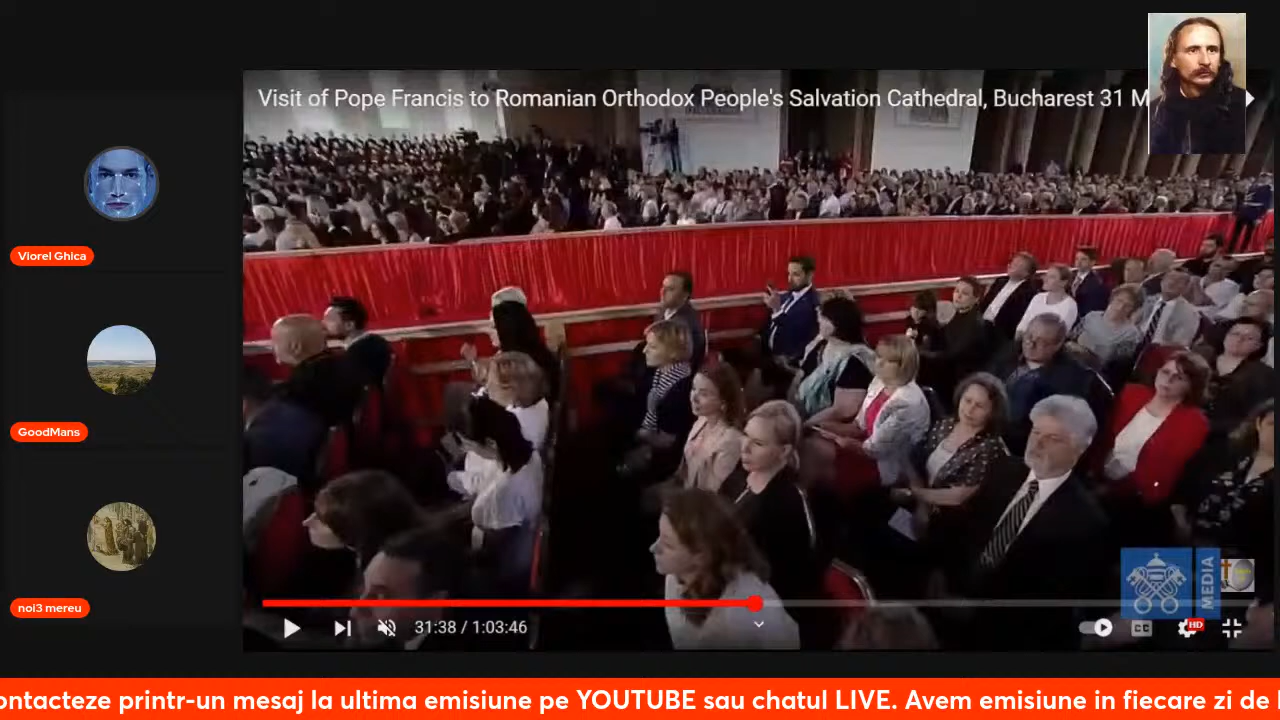 Visit of Pope Francis to Romanian Orthodox People's Salvation Cathedral, Bucharest 31 M
Viorel Ghica
GoodMans
noi3 mereu
MEDIA
31:38 / 1:03:46
CC
HD
ontacteze printr-un mesaj la ultima emisiune pe YOUTUBE sau chatul LIVE. Avem emisiune in fiecare zi de